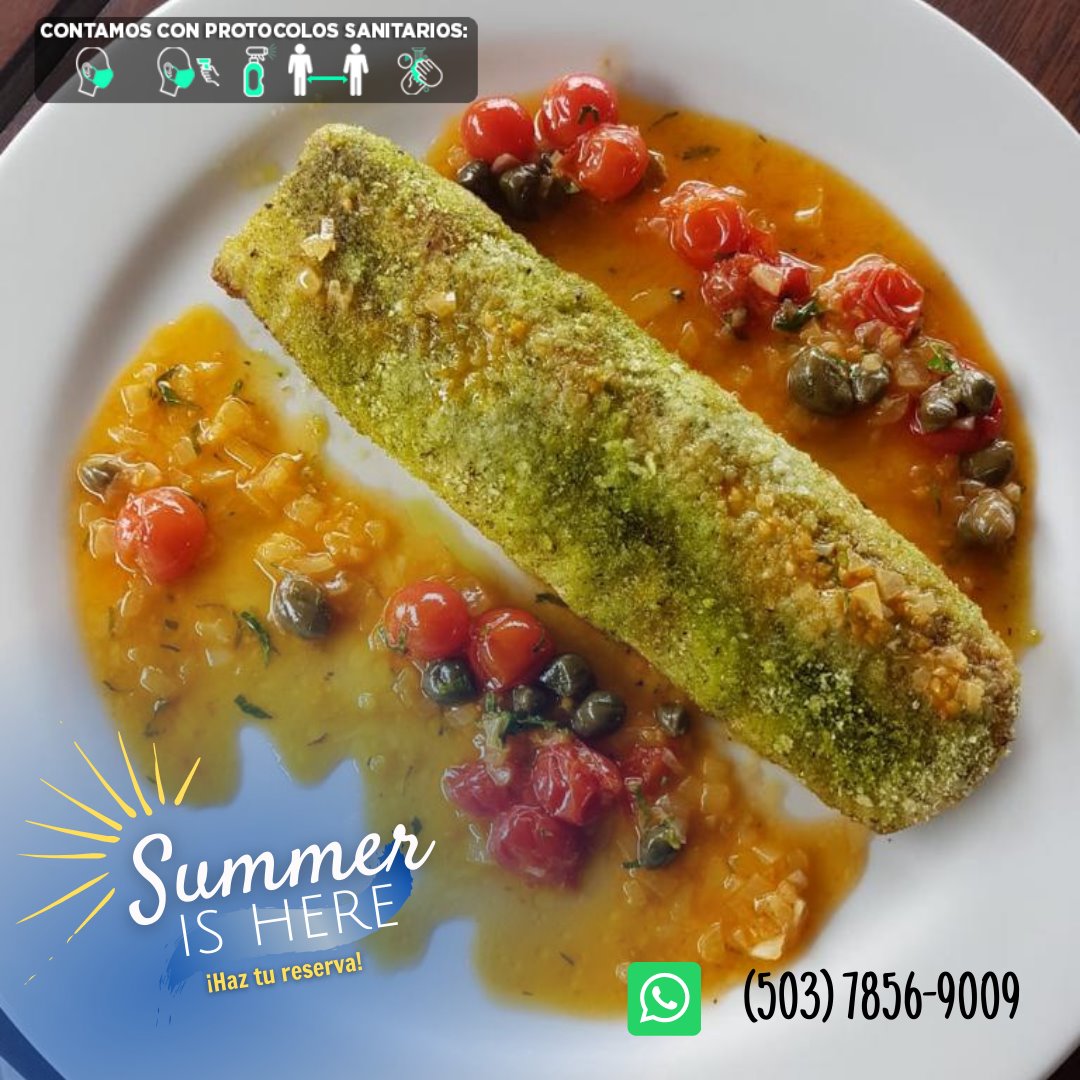 CONTAMOS CON PROTOCOLOS SANITARIOS:
Summer
IS HERE
¡Haz tu reserva!
(503) 7856-9009